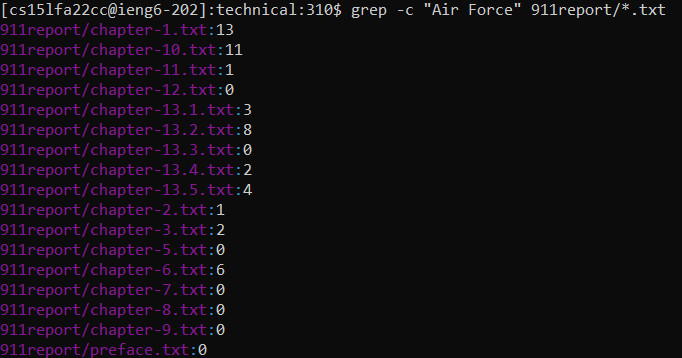 [cs15lfa22cc@ieng6-202]:technical:310$ grep -c "Air Force" 911report/*.txt
911report/chapter-1.txt:13
911report/chapter-10.txt:11
911report/chapter-11.txt:1
911report/chapter-12.txt:0
911report/chapter-13.1.txt:3
911report/chapter-13.2.txt:8
911report/chapter-13.3.txt:0
911report/chapter-13.4.txt:2
911report/chapter-13.5.txt:4
911report/chapter-2.txt:1
911report/chapter-3.txt:2
911report/chapter-5.txt:0
911report/chapter-6.txt:6
911report/chapter-7.txt:0
911report/chapter-8.txt:0
911report/chapter-9.txt:0
911report/preface.txt:0